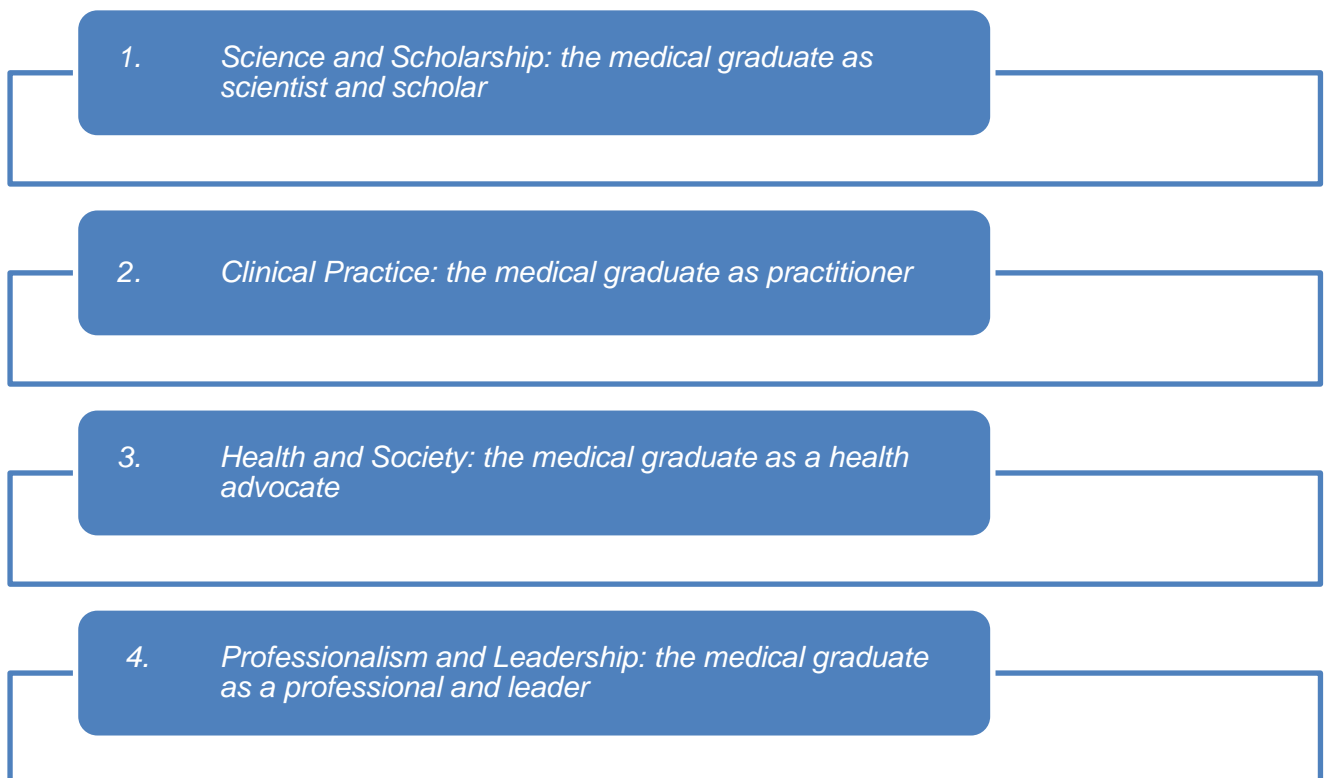 1. Science and Scholarship: the medical graduate as
scientist and scholar
2. Clinical Practice: the medical graduate as practitioner
3. Health and Society: the medical graduate as a health
advocate
4. Professionalism and Leadership: the medical graduate
as a professional and leader